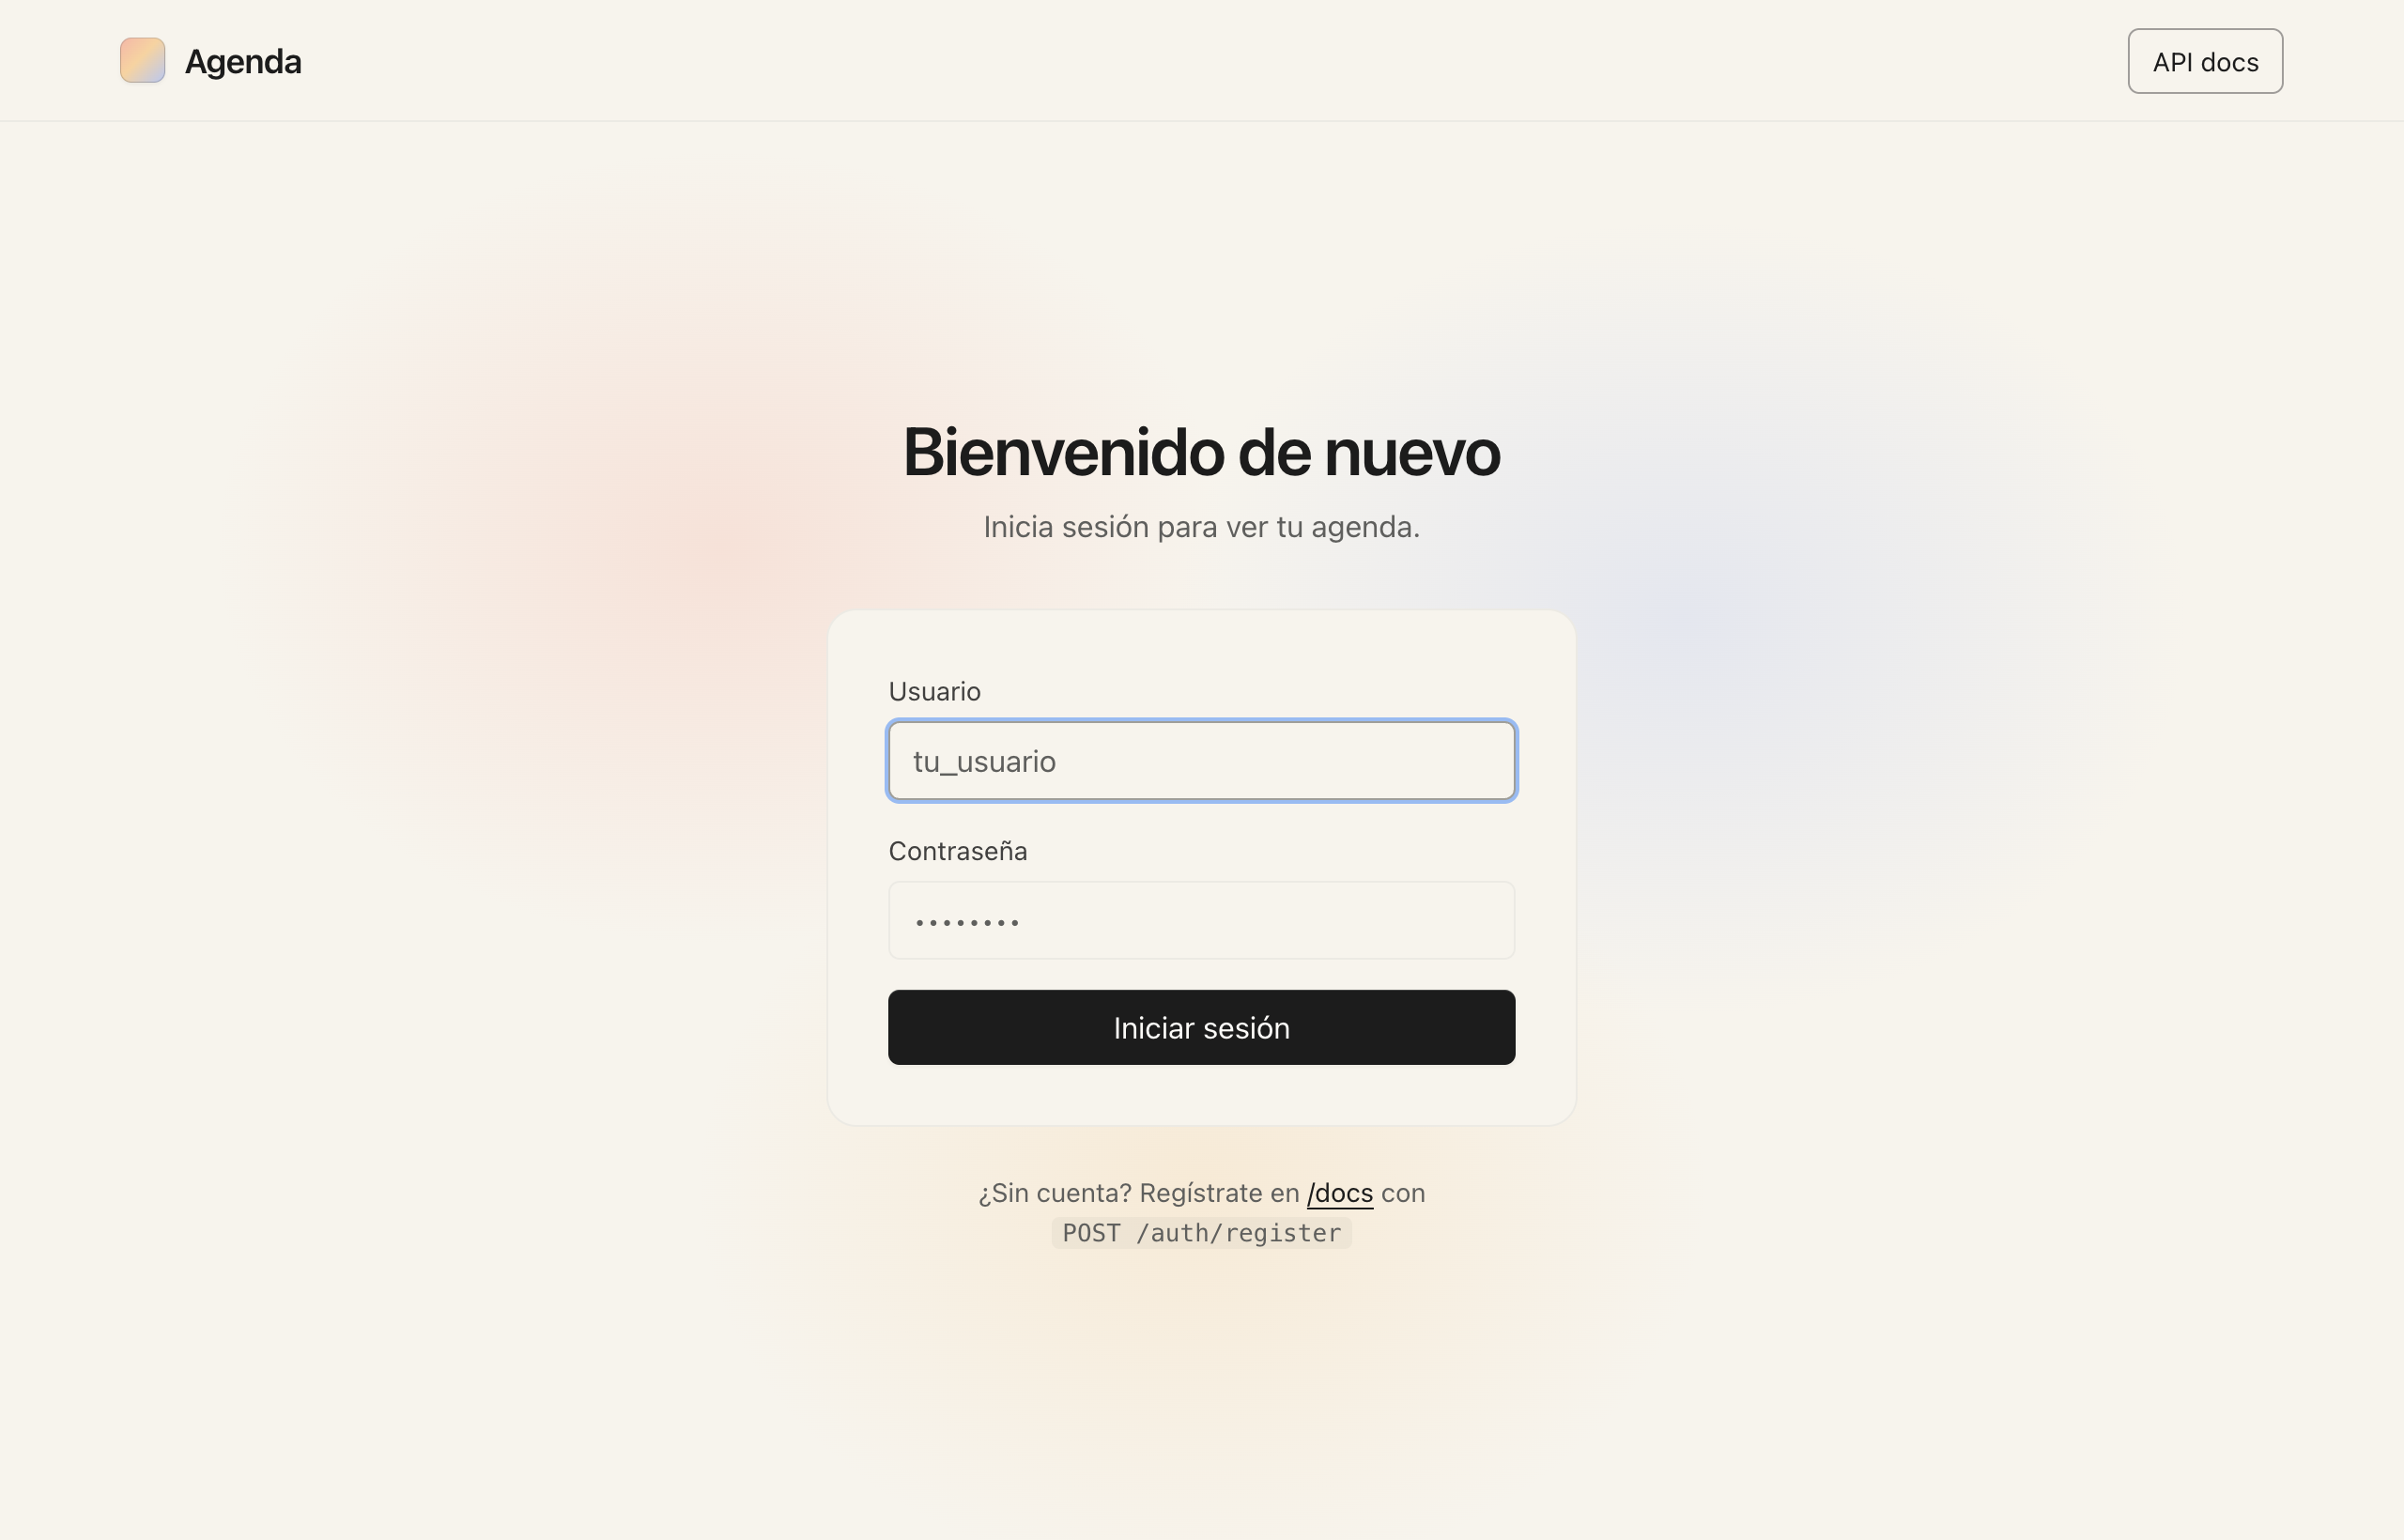 Agenda
API docs
Bienvenido de nuevo
Inicia sesión para ver tu agenda.
Usuario
tu_usuario
Contraseña
••••••••
Iniciar sesión
¿Sin cuenta? Regístrate en /docs con
POST /auth/register